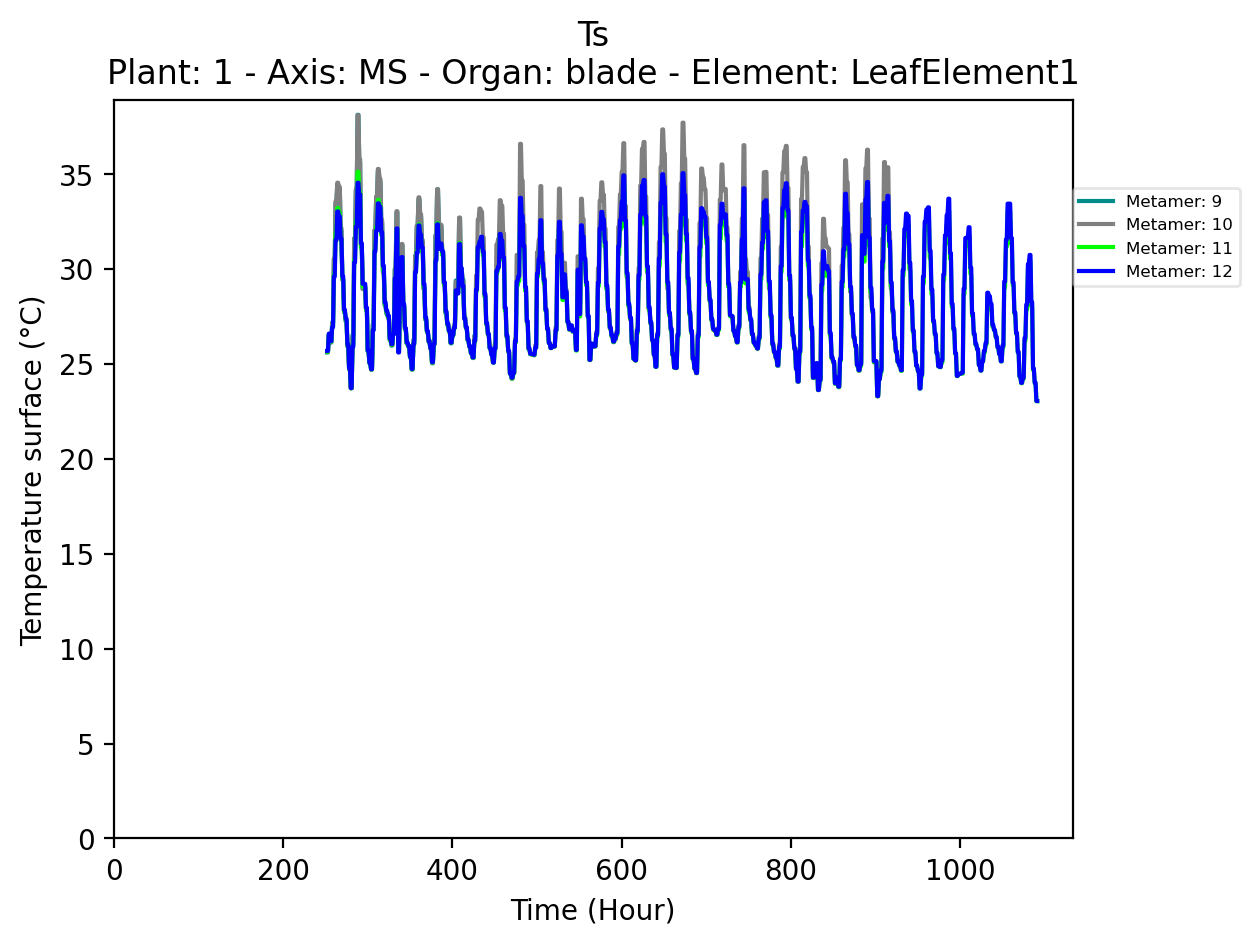 Ts
Plant: 1 - Axis: MS - Organ: blade - Element: LeafElement1
Temperature surface (°C)
35
30
25
20
15
10
5
0
0 200 400 600 800 1000
Time (Hour)
Metamer: 9
Metamer: 10
Metamer: 11
Metamer: 12